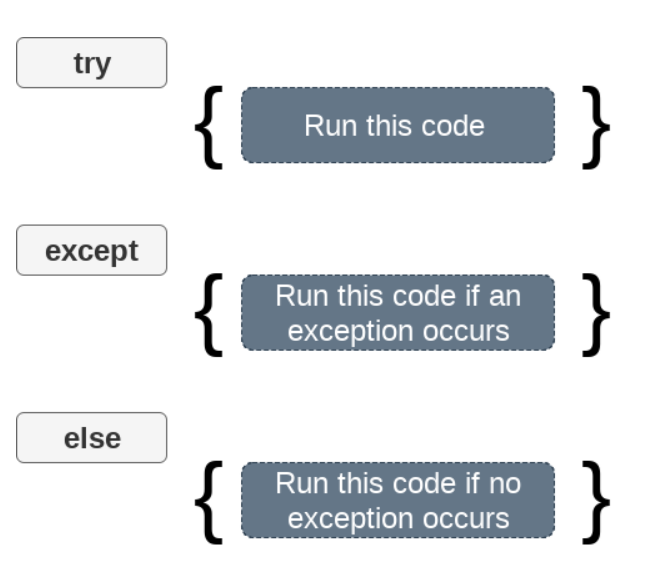 try
{ Run this code }
except
{ Run this code if an
exception occurs }
else
{ Run this code if no
exception occurs }